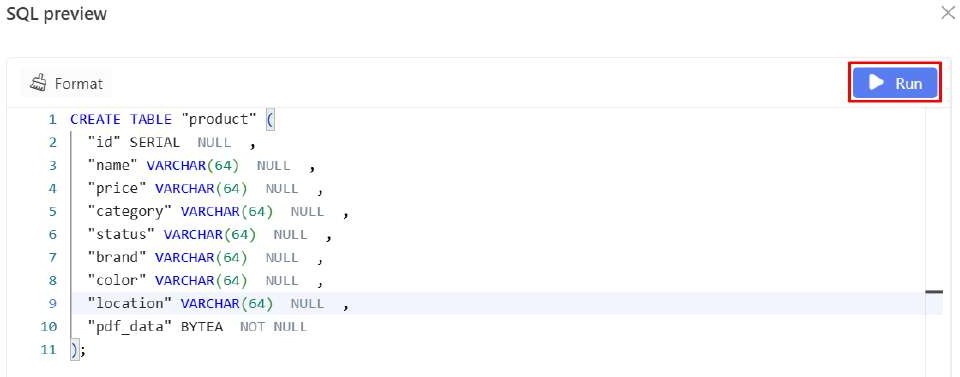 SQL preview
Format
Run
1 CREATE TABLE "product" (
2 "id" SERIAL NULL ,
3 "name" VARCHAR(64) NULL ,
4 "price" VARCHAR(64) NULL ,
5 "category" VARCHAR(64) NULL ,
6 "status" VARCHAR(64) NULL ,
7 "brand" VARCHAR(64) NULL ,
8 "color" VARCHAR(64) NULL ,
9 "location" VARCHAR(64) NULL ,
10 "pdf_data" BYTEA NOT NULL
11 );